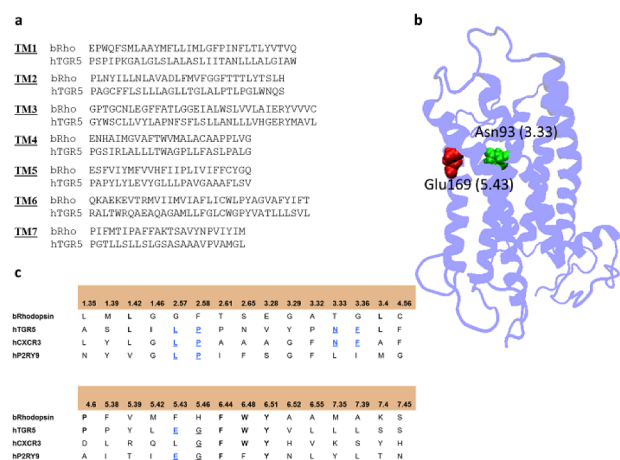 a
TM1 bRho EPWQFSMLAAYMFLLIMLGFPINFLTLYVTVQ
hTGR5 PSPIPKGALGLSLALASLIITANLLLALGIAW
TM2 bRho PLNYILLNLAVADLFMVFGGFTTTLYTSLH
hTGR5 PAGCFFLSLLLAGLLTGLALPTLPGLWNQS
TM3 bRho GPTGCNLEGFFATLGGEIALWSLVVLAIERYVVVC
hTGR5 GYWSCLLVYLAPNFSFLSLLANLLLVHGERYMAVL
TM4 bRho ENHAIMGVAFTWVMALACAAPPLVG
hTGR5 GSIRLALLLTWAGPLLFASLPALG
TM5 bRho ESFVIYMFVVHFIIPLIVIFFCYGQ
hTGR5 PAPYLYLEVYGLLLPAVGAAAFLSV
TM6 bRho QKAEKEVTRMVIIMVIAFLICWLPYAGVAFYIFT
hTGR5 RALTWRQAEAQAGAMLLFGLCWGPYVATLLLSVL
TM7 bRho PIFMTIPAFFAKTSAVYNPVIYIM
hTGR5 PGTLLSLLSLGSASAAAVPVAMGL
b
Asn93 (3.33)
Glu169 (5.43)
c
1.35 1.39 1.42 1.46 2.57 2.58 2.61 2.65 3.28 3.29 3.32 3.33 3.36 3.4 4.56
bRhodopsin L M L G G F T S E G A T G L C
hTGR5 A S L I L P P N V Y P N F L F
hCXCR3 L Y L G L P A A A G F N F A F
hP2RY9 N Y V G L P I F S G F L I M G
4.6 5.38 5.39 5.42 5.43 5.46 6.44 6.48 6.51 6.52 6.55 7.35 7.39 7.4 7.45
bRhodopsin P F V M F H F W Y A A M A K S
hTGR5 P P Y L E G F W Y V L L L S S
hCXCR3 D L R Q L G F W Y H V K S Y H
hP2RY9 A I T I E G F F Y N L Y L T N